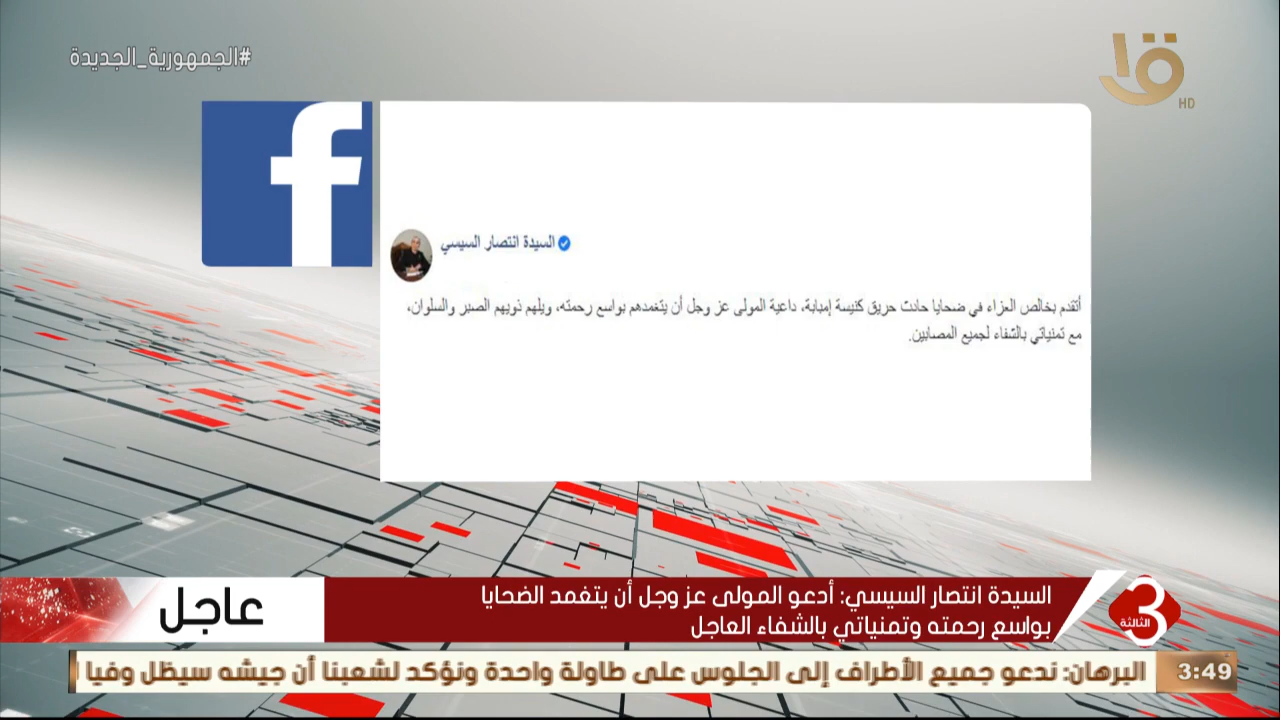 #الجمهورية_الجديدة
HD
السيدة انتصار السيسي
أتقدم بخالص العزاء في ضحايا حادث حريق كنيسة إمبابة، داعية المولى عز وجل أن يتغمدهم بواسع رحمته، ويلهم ذويهم الصبر والسلوان،
مع تمنياتي بالشفاء لجميع المصابين.
3
الثالثة
السيدة انتصار السيسي: أدعو المولى عز وجل أن يتغمد الضحايا
بواسع رحمته وتمنياتي بالشفاء العاجل
عاجل
3:49
البرهان: ندعو جميع الأطراف إلى الجلوس على طاولة واحدة ونؤكد لشعبنا أن جيشه سيظل وفيا